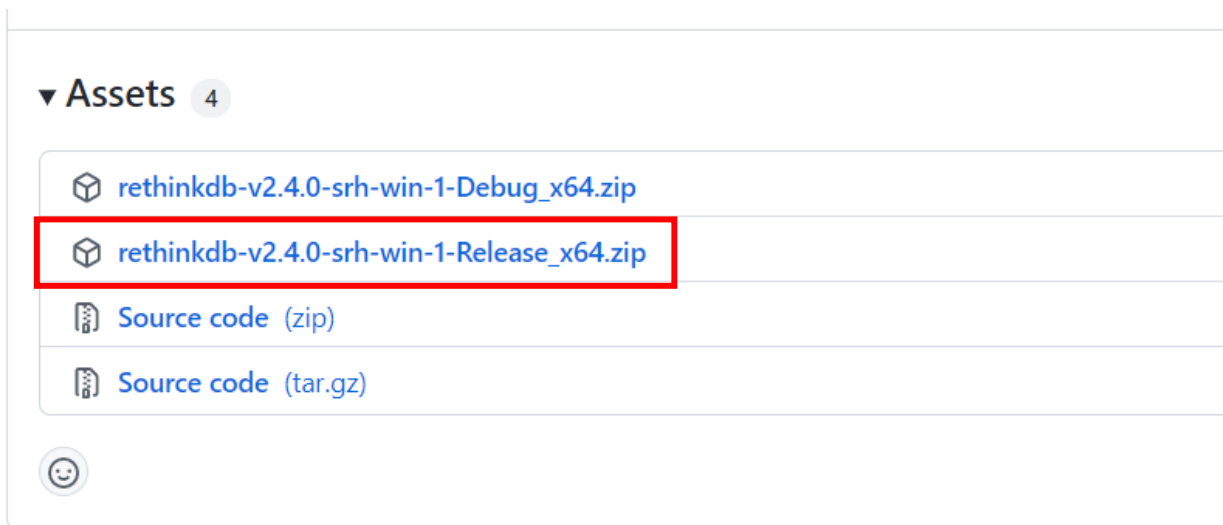 Assets 4
rethinkdb-v2.4.0-srh-win-1-Debug_x64.zip
rethinkdb-v2.4.0-srh-win-1-Release_x64.zip
Source code (zip)
Source code (tar.gz)